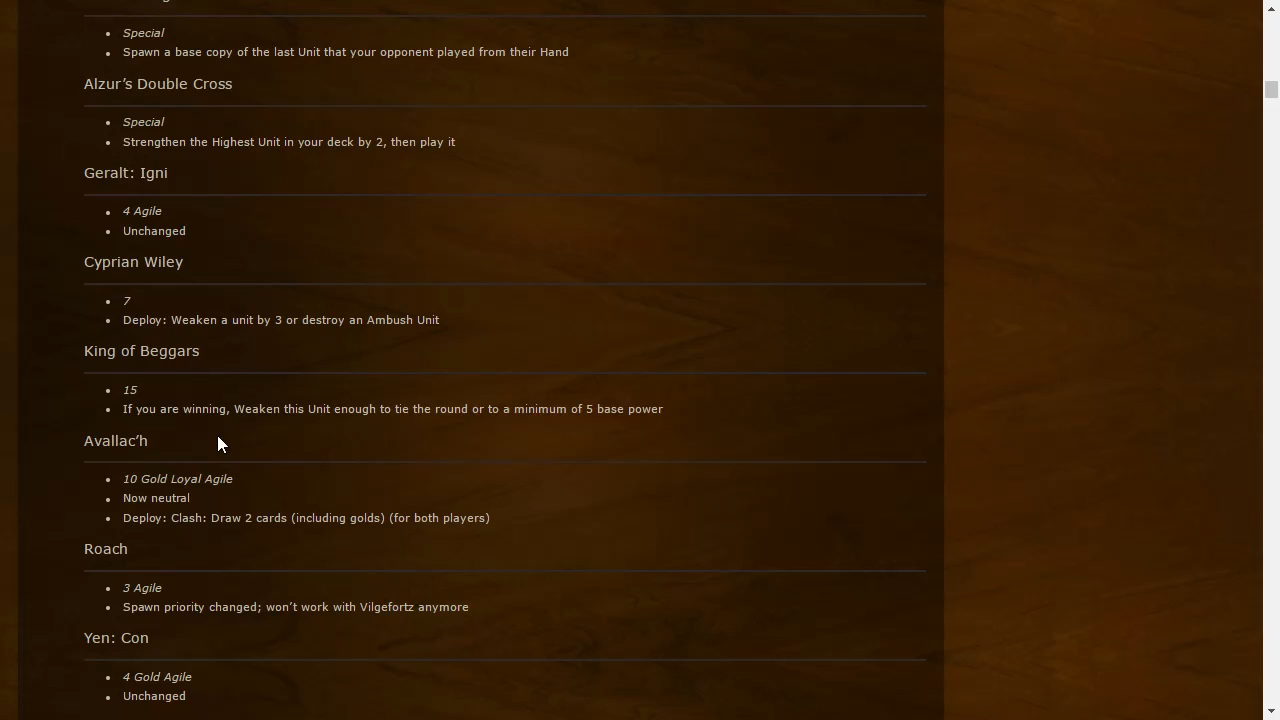 Special
Spawn a base copy of the last Unit that your opponent played from their Hand
Alzur’s Double Cross
Special
Strengthen the Highest Unit in your deck by 2, then play it
Geralt: Igni
4 Agile
Unchanged
Cyprian Wiley
7
Deploy: Weaken a unit by 3 or destroy an Ambush Unit
King of Beggars
15
If you are winning, Weaken this Unit enough to tie the round or to a minimum of 5 base power
Avallac’h
10 Gold Loyal Agile
Now neutral
Deploy: Clash: Draw 2 cards (including golds) (for both players)
Roach
3 Agile
Spawn priority changed; won’t work with Vilgefortz anymore
Yen: Con
4 Gold Agile
Unchanged